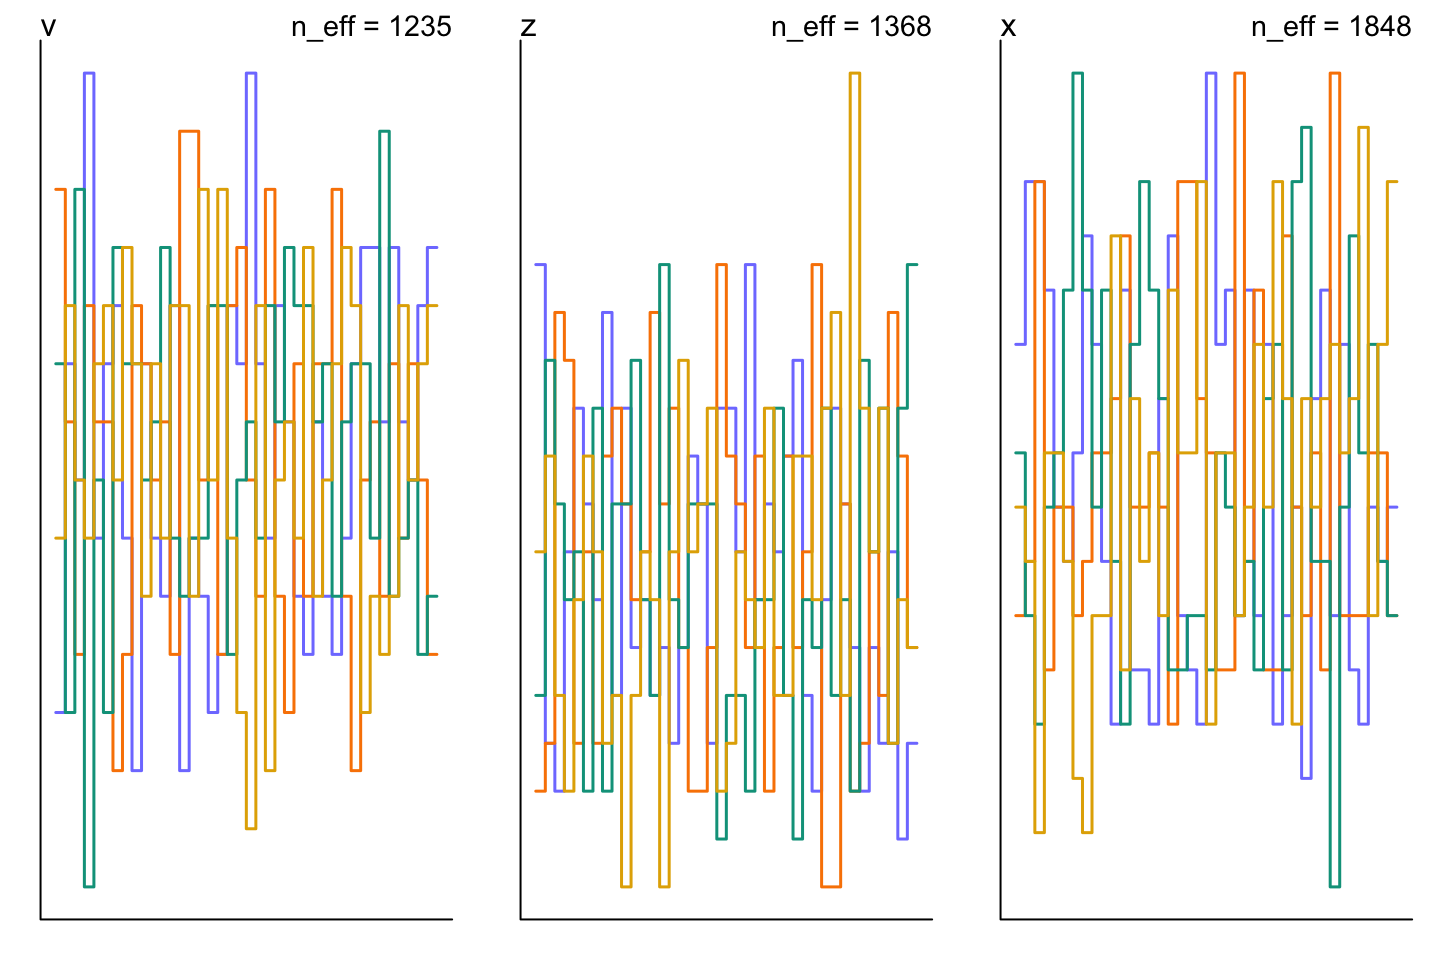 v n_eff = 1235
z n_eff = 1368
x n_eff = 1848